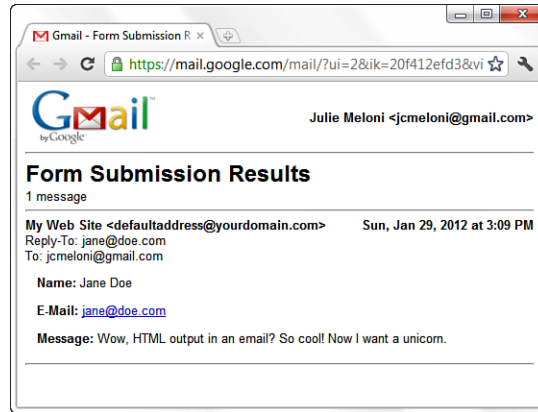 Gmail - Form Submission R
https://mail.google.com/mail/?ui=2&ik=20f412efd3&vi
Gmail™
by Google
Julie Meloni <jcmeloni@gmail.com>
Form Submission Results
1 message
My Web Site <defaultaddress@yourdomain.com> Sun, Jan 29, 2012 at 3:09 PM
Reply-To: jane@doe.com
To: jcmeloni@gmail.com
Name: Jane Doe
E-Mail: jane@doe.com
Message: Wow, HTML output in an email? So cool! Now I want a unicorn.